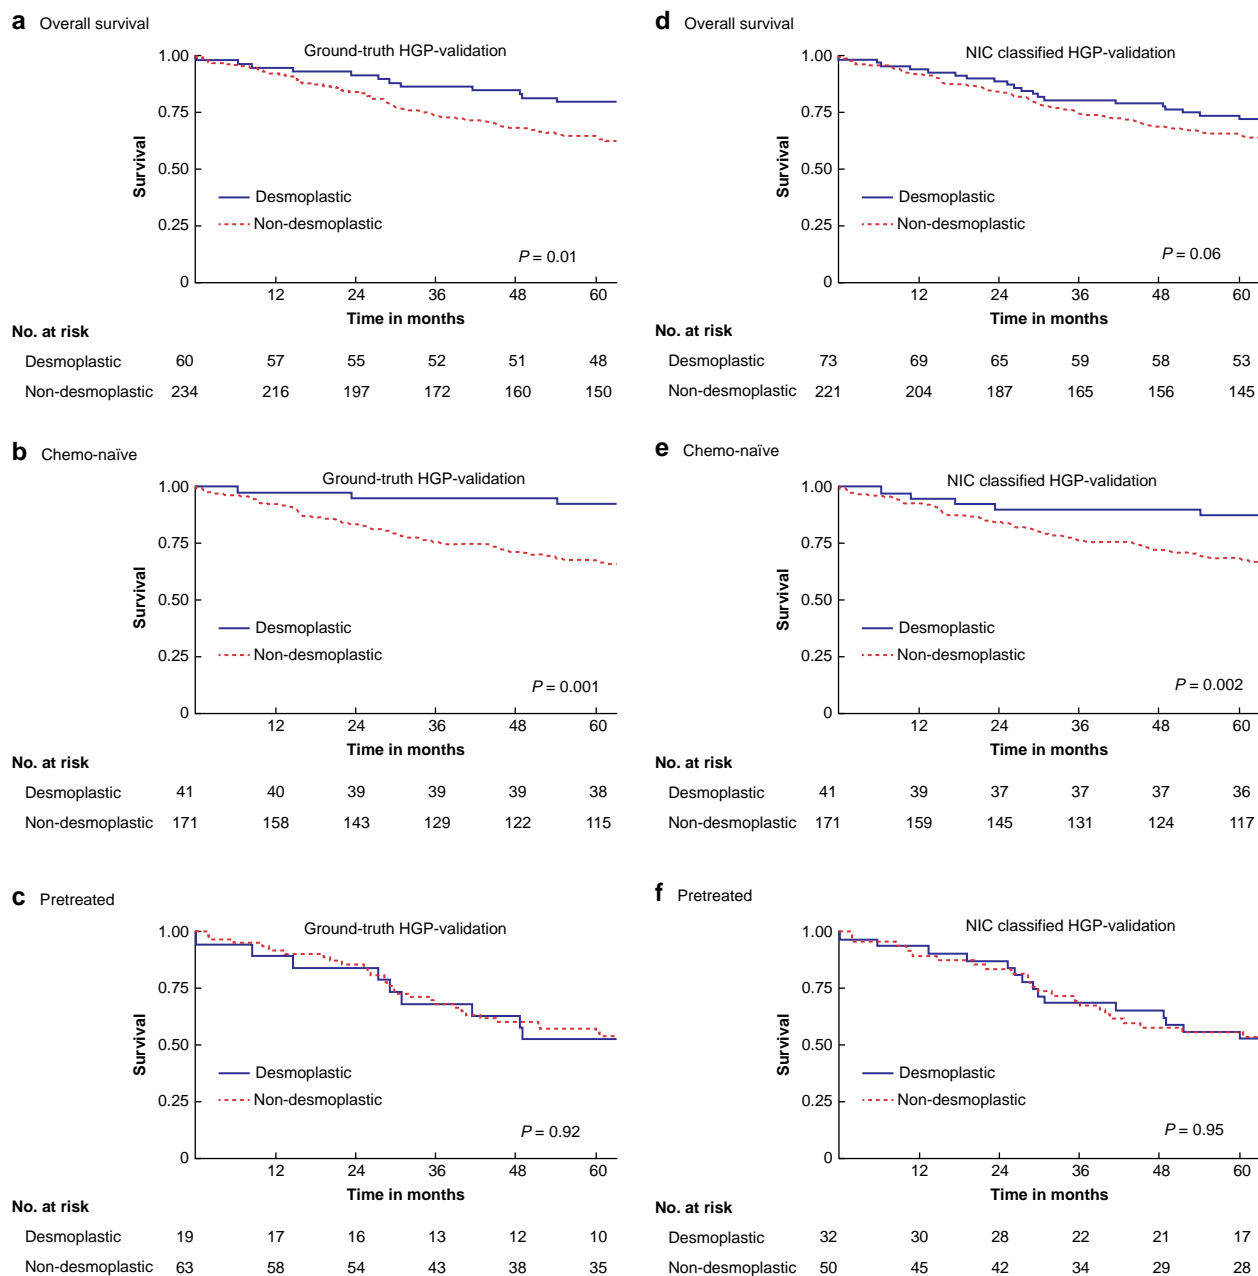 a Overall survival
Ground-truth HGP-validation
1.00
0.75
0.50
0.25
0
Survival
Desmoplastic
Non-desmoplastic
P = 0.01
12 24 36 48 60
Time in months
No. at risk
Desmoplastic 60 57 55 52 51 48
Non-desmoplastic 234 216 197 172 160 150
b Chemo-naïve
Ground-truth HGP-validation
1.00
0.75
0.50
0.25
0
Survival
Desmoplastic
Non-desmoplastic
P = 0.001
12 24 36 48 60
Time in months
No. at risk
Desmoplastic 41 40 39 39 39 38
Non-desmoplastic 171 158 143 129 122 115
c Pretreated
Ground-truth HGP-validation
1.00
0.75
0.50
0.25
0
Survival
Desmoplastic
Non-desmoplastic
P = 0.92
12 24 36 48 60
Time in months
No. at risk
Desmoplastic 19 17 16 13 12 10
Non-desmoplastic 63 58 54 43 38 35
d Overall survival
NIC classified HGP-validation
1.00
0.75
0.50
0.25
0
Survival
Desmoplastic
Non-desmoplastic
P = 0.06
12 24 36 48 60
Time in months
No. at risk
Desmoplastic 73 69 65 59 58 53
Non-desmoplastic 221 204 187 165 156 145
e Chemo-naïve
NIC classified HGP-validation
1.00
0.75
0.50
0.25
0
Survival
Desmoplastic
Non-desmoplastic
P = 0.002
12 24 36 48 60
Time in months
No. at risk
Desmoplastic 41 39 37 37 37 36
Non-desmoplastic 171 159 145 131 124 117
f Pretreated
NIC classified HGP-validation
1.00
0.75
0.50
0.25
0
Survival
Desmoplastic
Non-desmoplastic
P = 0.95
12 24 36 48 60
Time in months
No. at risk
Desmoplastic 32 30 28 22 21 17
Non-desmoplastic 50 45 42 34 29 28